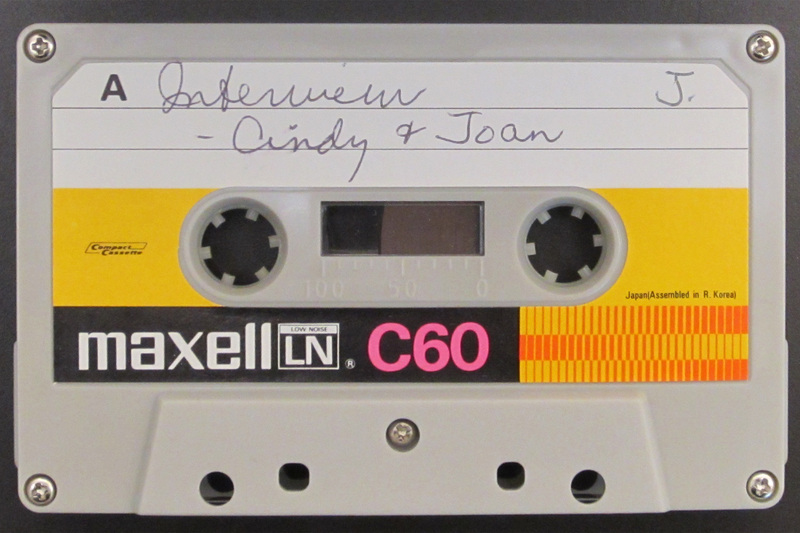 A Interview J.
- Cindy & Joan
Compact
Cassette
100 50 0
Japan(Assembled in R. Korea)
maxell LOW NOISE LN ® C60